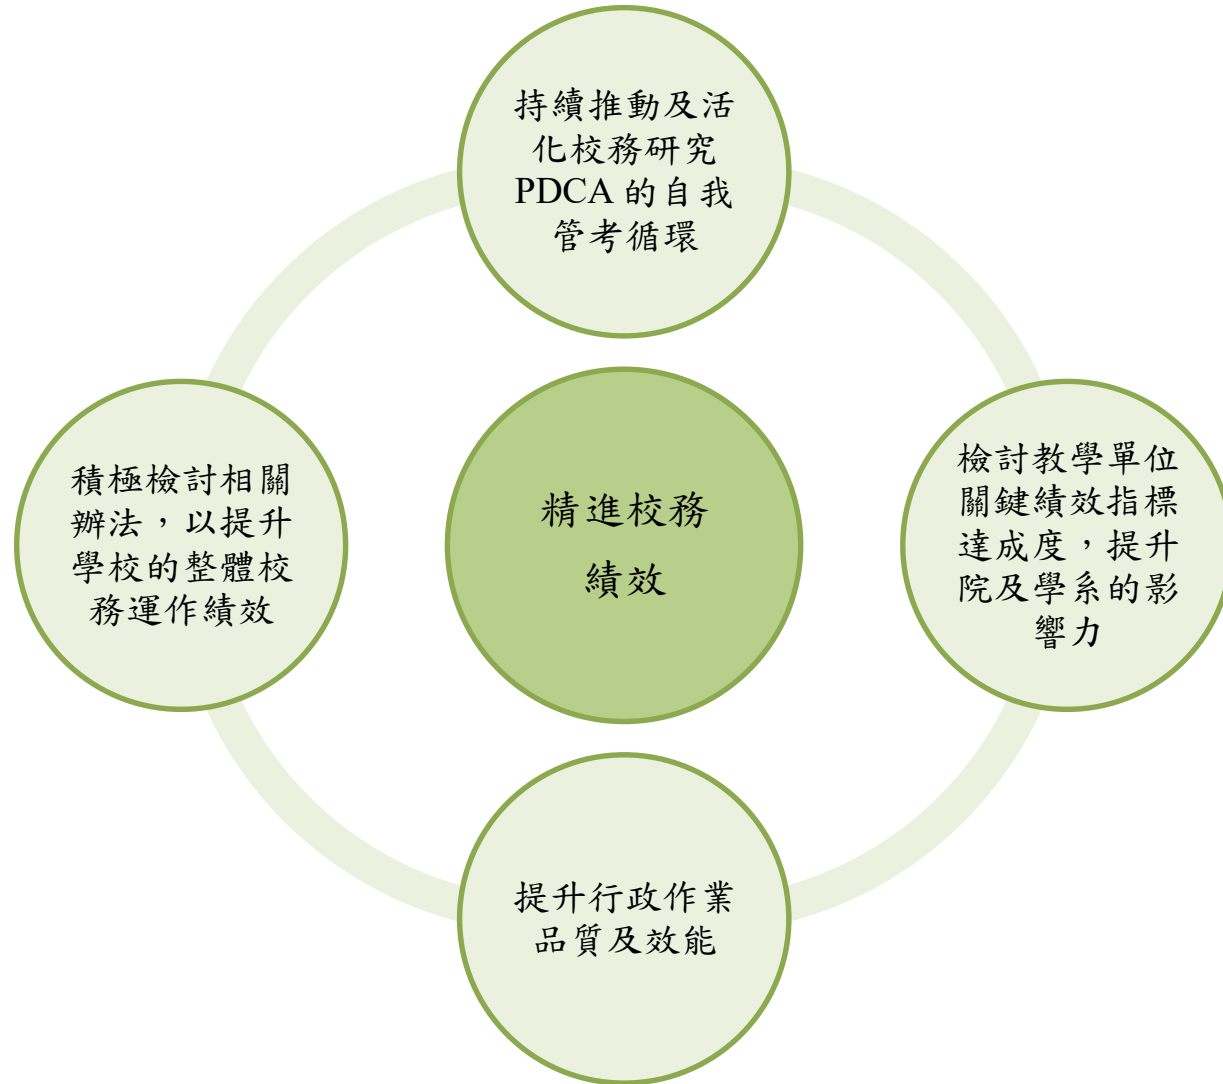 持續推動及活
化校務研究
PDCA 的自我
管考循環
積極檢討相關
辦法，以提升
學校的整體校
務運作績效
精進校務
績效
檢討教學單位
關鍵績效指標
達成度，提升
院及學系的影
響力
提升行政作業
品質及效能